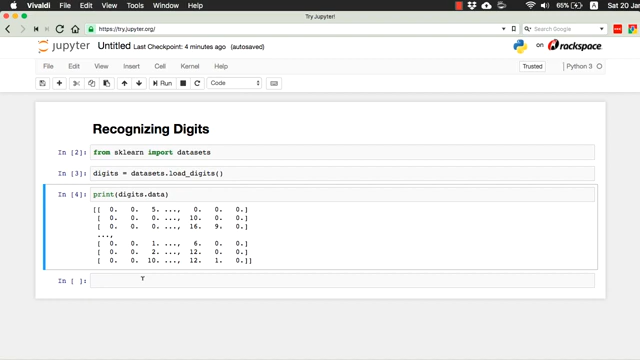 Vivaldi File Edit View Tools Window Help 65% Sat 20 Jan
Try Jupyter!
https://try.jupyter.org/ Search Google
jupyter Untitled Last Checkpoint: 4 minutes ago (autosaved) on Rackspace
File Edit View Insert Cell Kernel Help Trusted Python 3
Run Code
Recognizing Digits
In [2]: from sklearn import datasets
In [3]: digits = datasets.load_digits()
In [4]: print(digits.data)
[[ 0. 0. 5. ..., 0. 0. 0.]
[ 0. 0. 0. ..., 10. 0. 0.]
[ 0. 0. 0. ..., 16. 9. 0.]
...,
[ 0. 0. 1. ..., 6. 0. 0.]
[ 0. 0. 2. ..., 12. 0. 0.]
[ 0. 0. 10. ..., 12. 1. 0.]]
In [ ]: